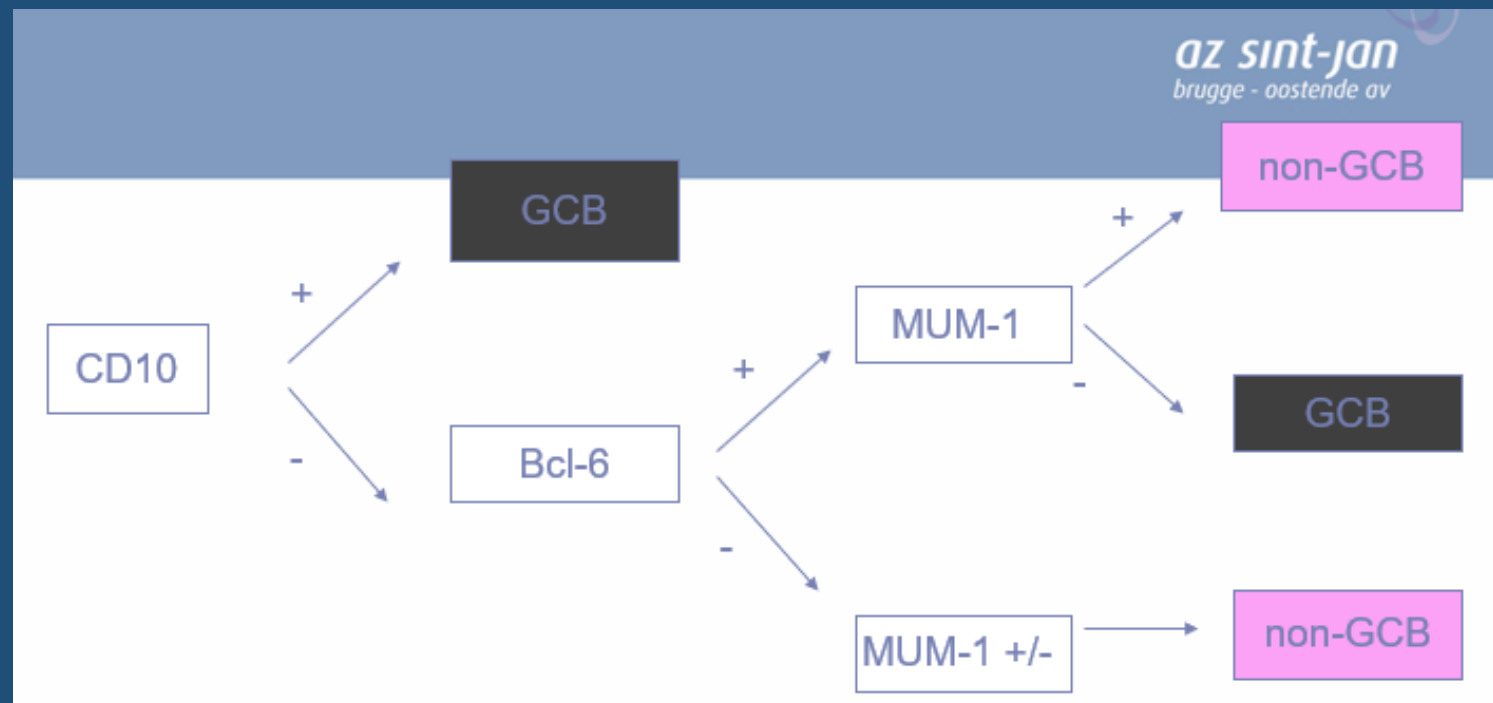 az sint-jan
brugge - oostende av
non-GCB
GCB
+
+
CD10
MUM-1
+
-
GCB
-
Bcl-6
-
MUM-1 +/-
non-GCB